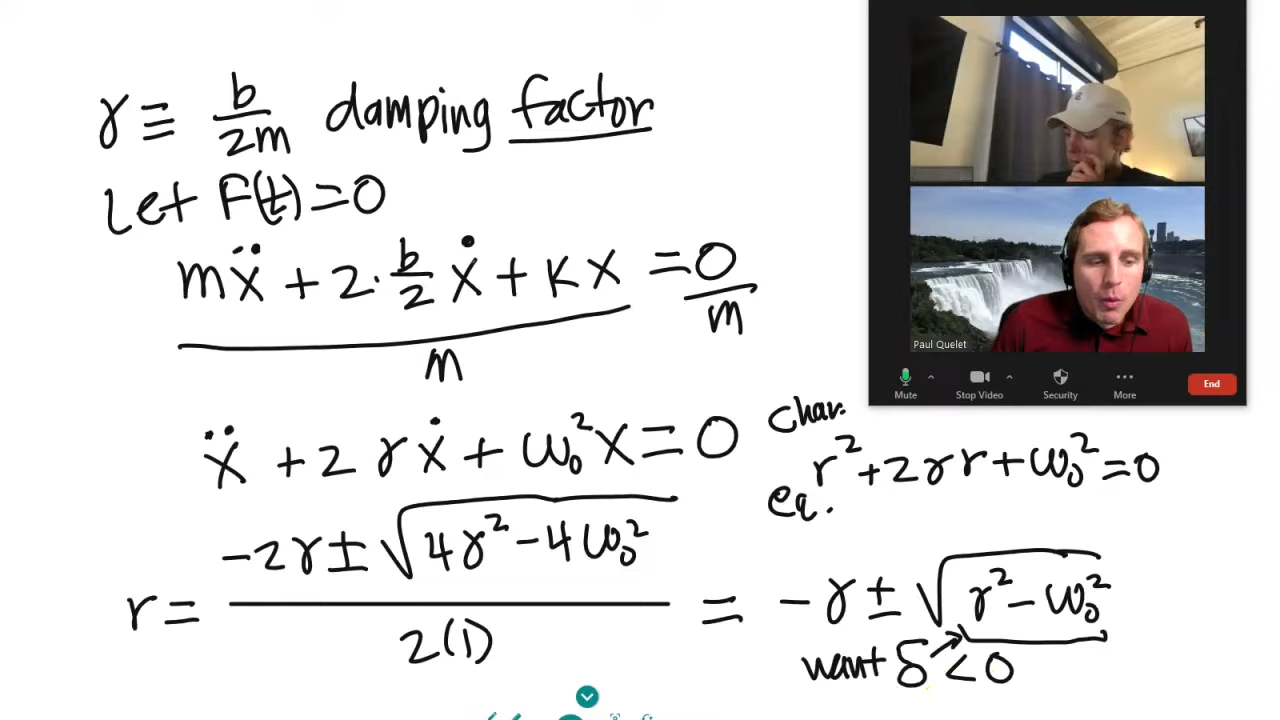 γ ≡ b/2m damping factor
Let F(t)=0
mẍ + 2·b/2 ẋ + kx = 0
m m
ẍ + 2γẋ + ω₀²x = 0
char. eq. r² + 2γr + ω₀² = 0
r = (-2γ ± √(4γ² - 4ω₀²)) / 2(1) = -γ ± √(γ² - ω₀²)
want δ < 0
Paul Quelet
Mute Stop Video Security More End